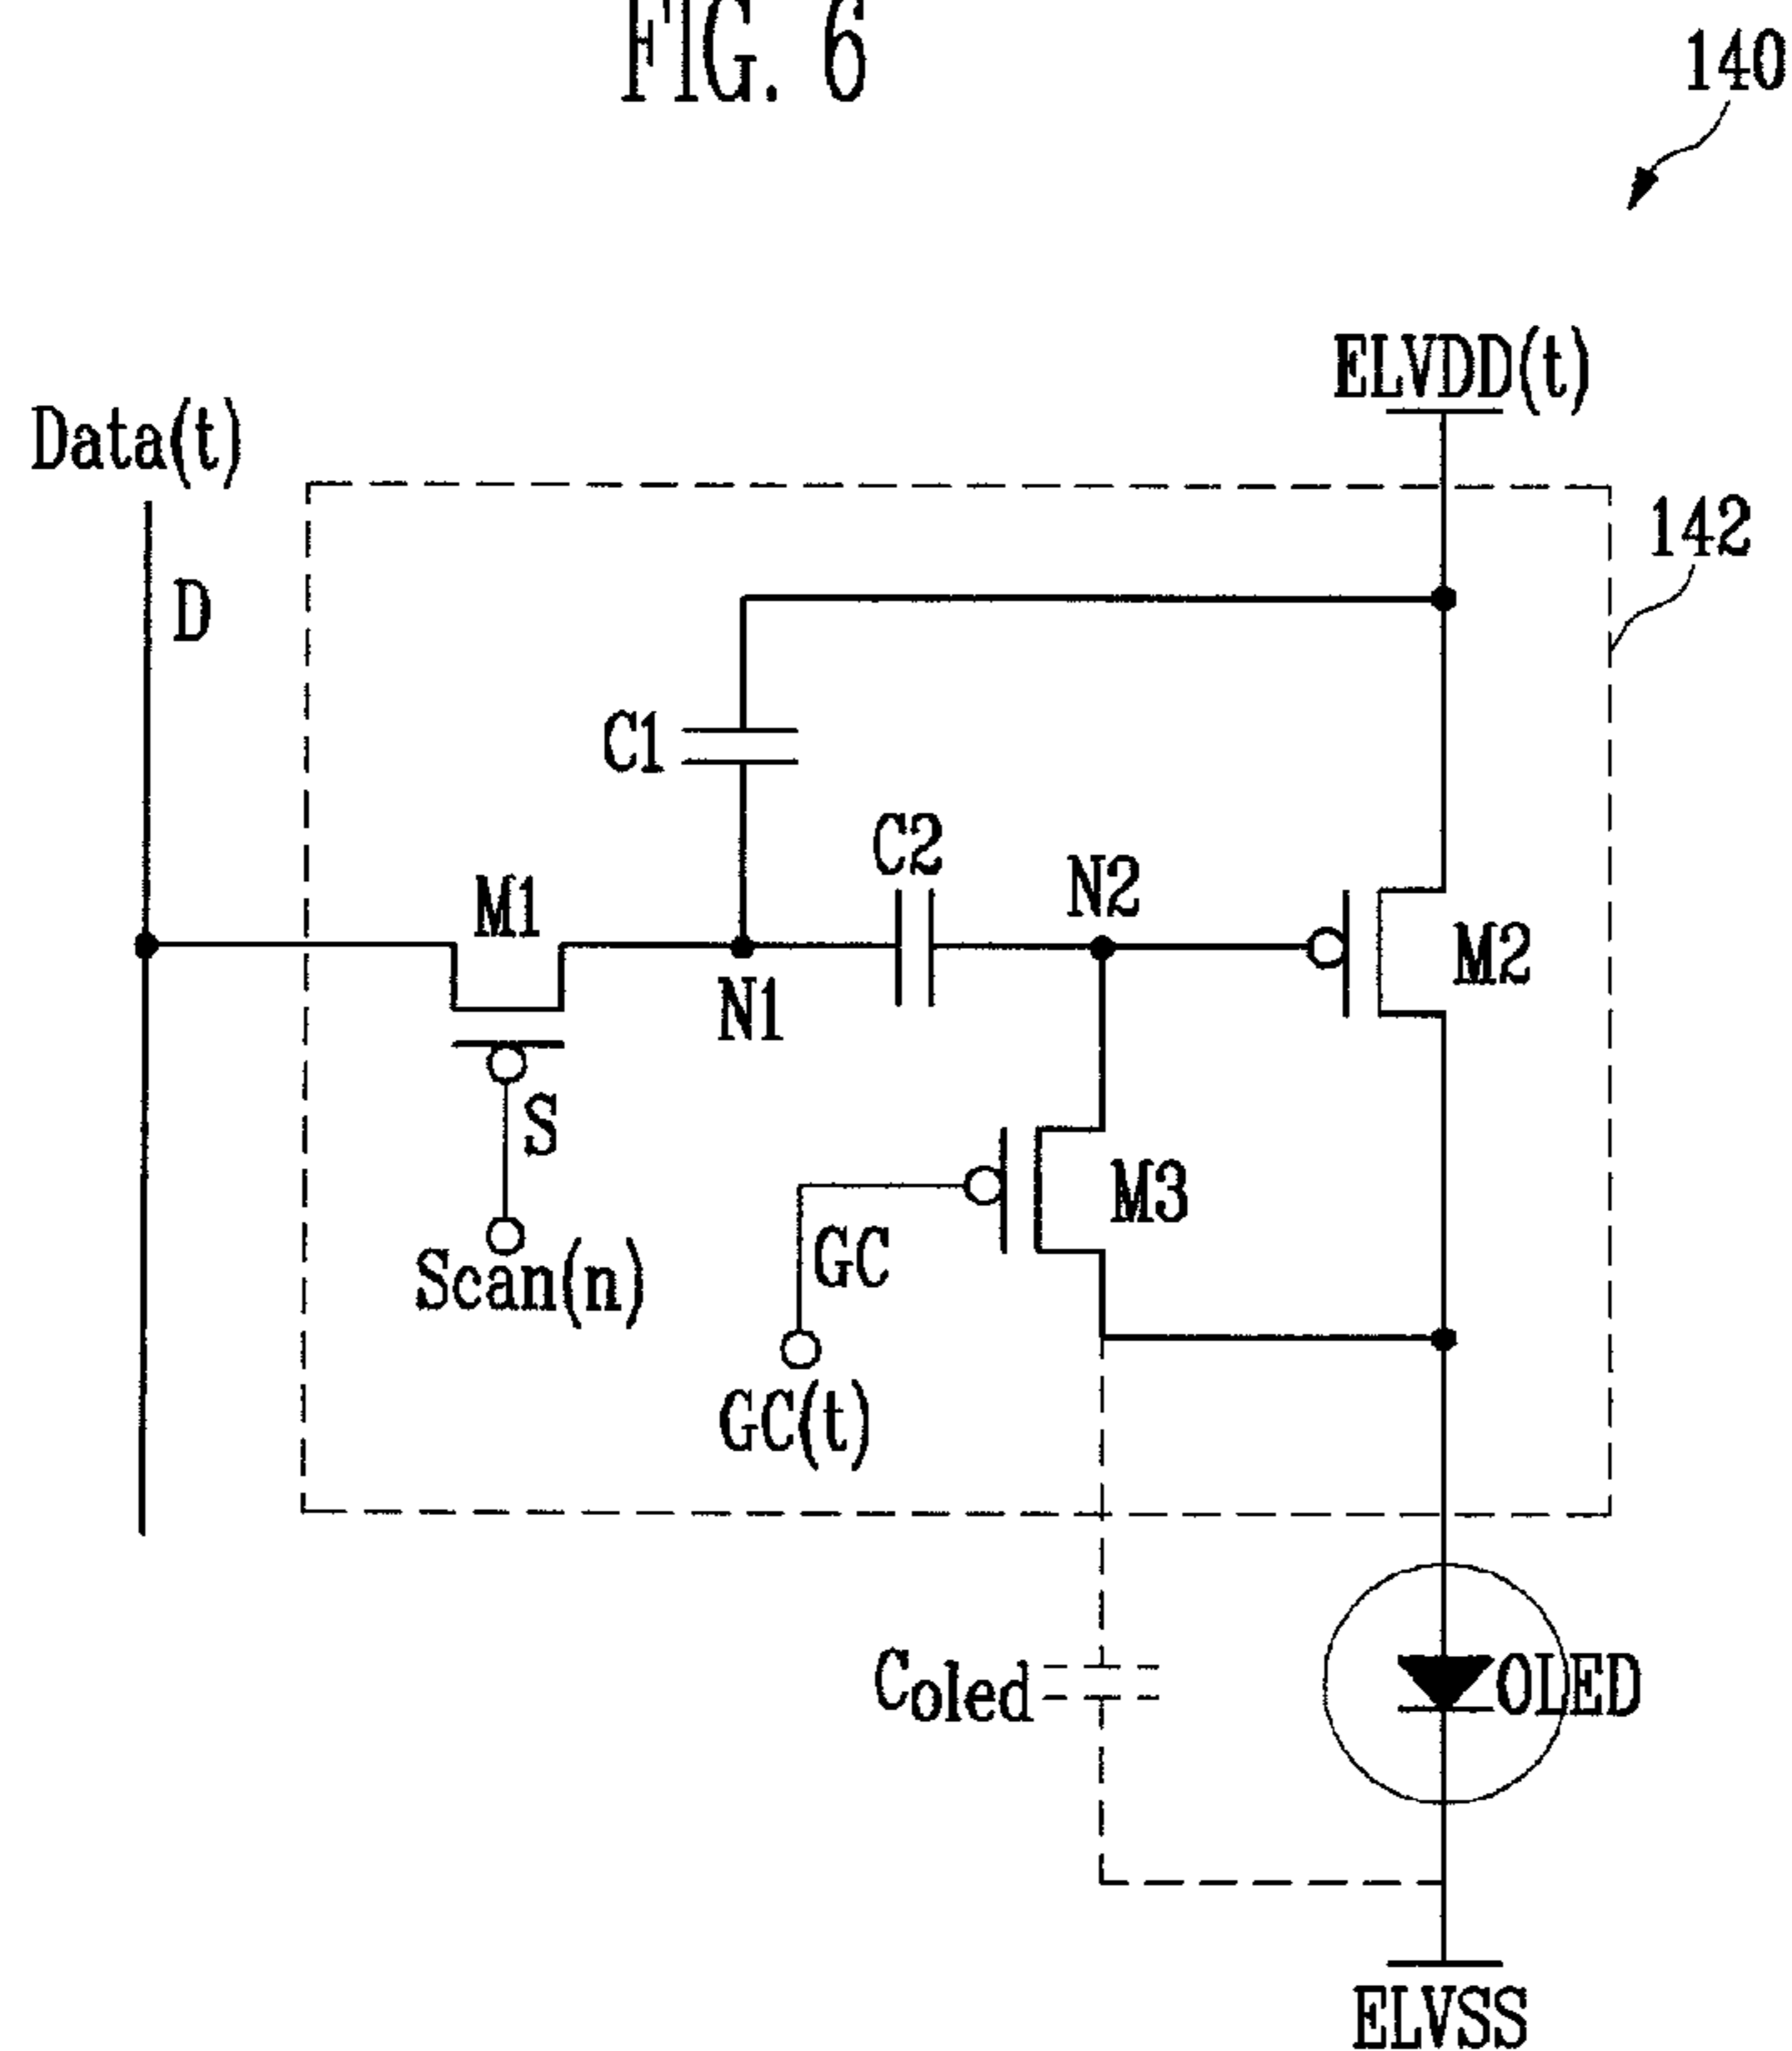 FIG. 6
140
ELVDD(t)
Data(t)
142
D
C1
C2
N2
M1
M2
N1
S
M3
GC
Scan(n)
GC(t)
Coled
OLED
ELVSS